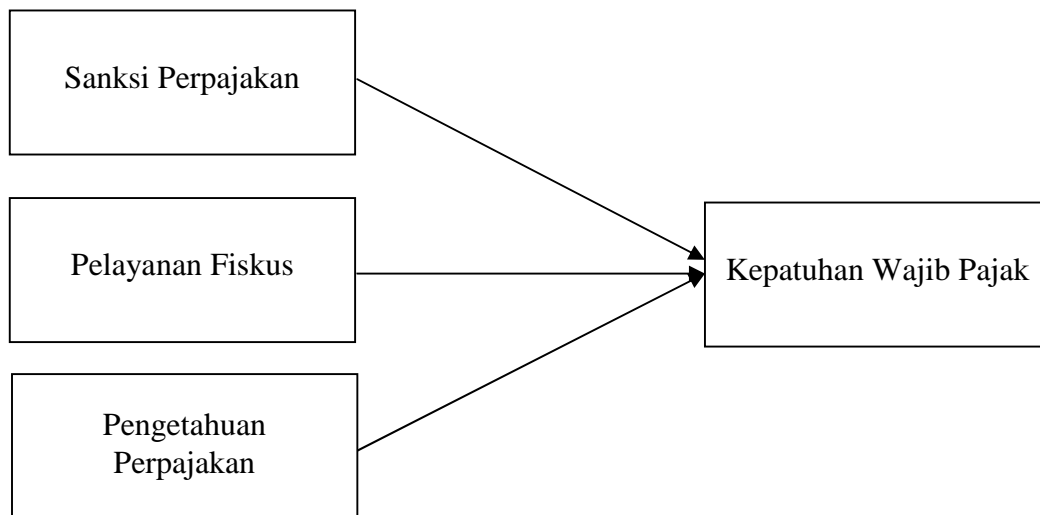 Sanksi Perpajakan
Pelayanan Fiskus
Kepatuhan Wajib Pajak
Pengetahuan
Perpajakan